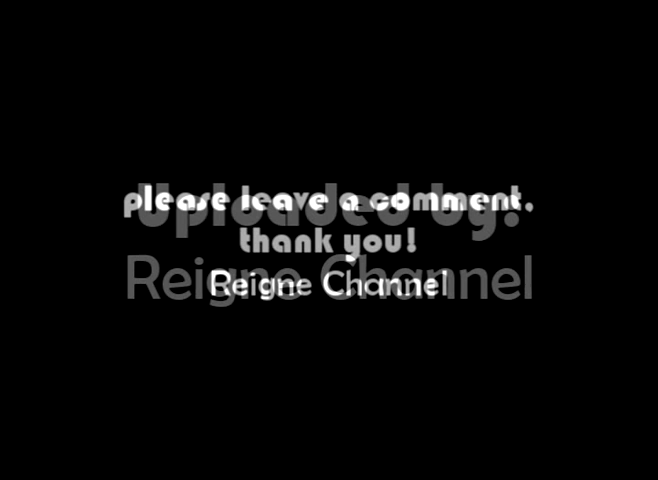 Uploaded by:
please leave a comment.
thank you!
Reigne Channel
Reigne Channel